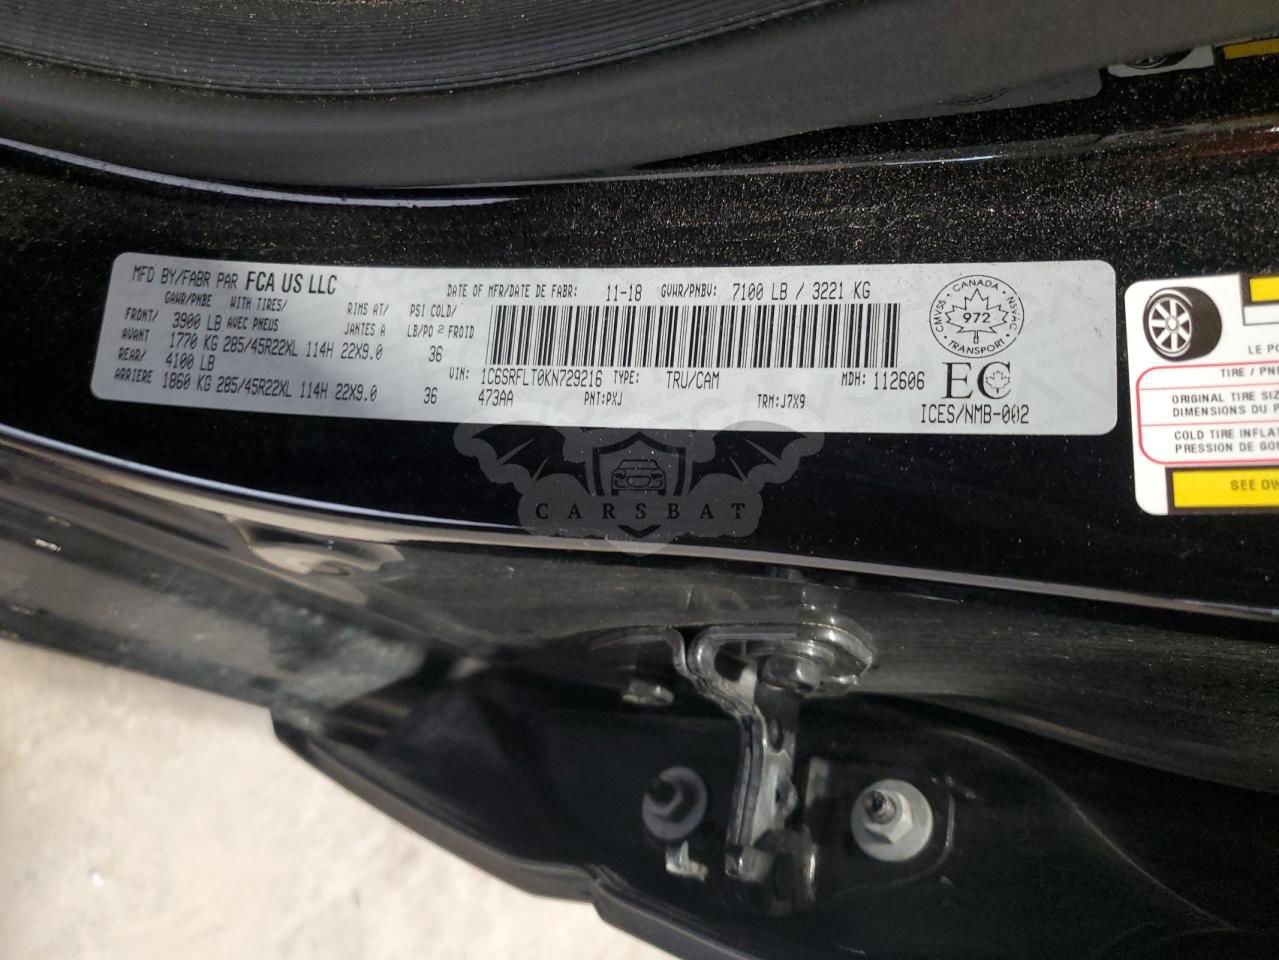 MFD BY/FABR PAR FCA US LLC
DATE OF MFR/DATE DE FABR: 11-18 GVWR/PNBV: 7100 LB / 3221 KG
GAWR/PNBE WITH TIRES/ RIMS AT/ PSI COLD/
FRONT/ 3900 LB AVEC PNEUS JANTES A LB/PO 2 FROID
AVANT 1770 KG 285/45R22XL 114H 22X9.0 36
REAR/ 4100 LB
ARRIERE 1860 KG 285/45R22XL 114H 22X9.0 36
VIN: 1C6SRFLT0KN729216 TYPE: TRU/CAM MDH: 112606
473AA PNT:PXJ TRM:J7X9
CANADA
CMVSS 972 NSVAC
TRANSPORT
EC
ICES/NMB-002
CARSBAT
LE PO
TIRE / PNE
ORIGINAL TIRE SIZ
DIMENSIONS DU P
COLD TIRE INFLAT
PRESSION DE GON
SEE OW